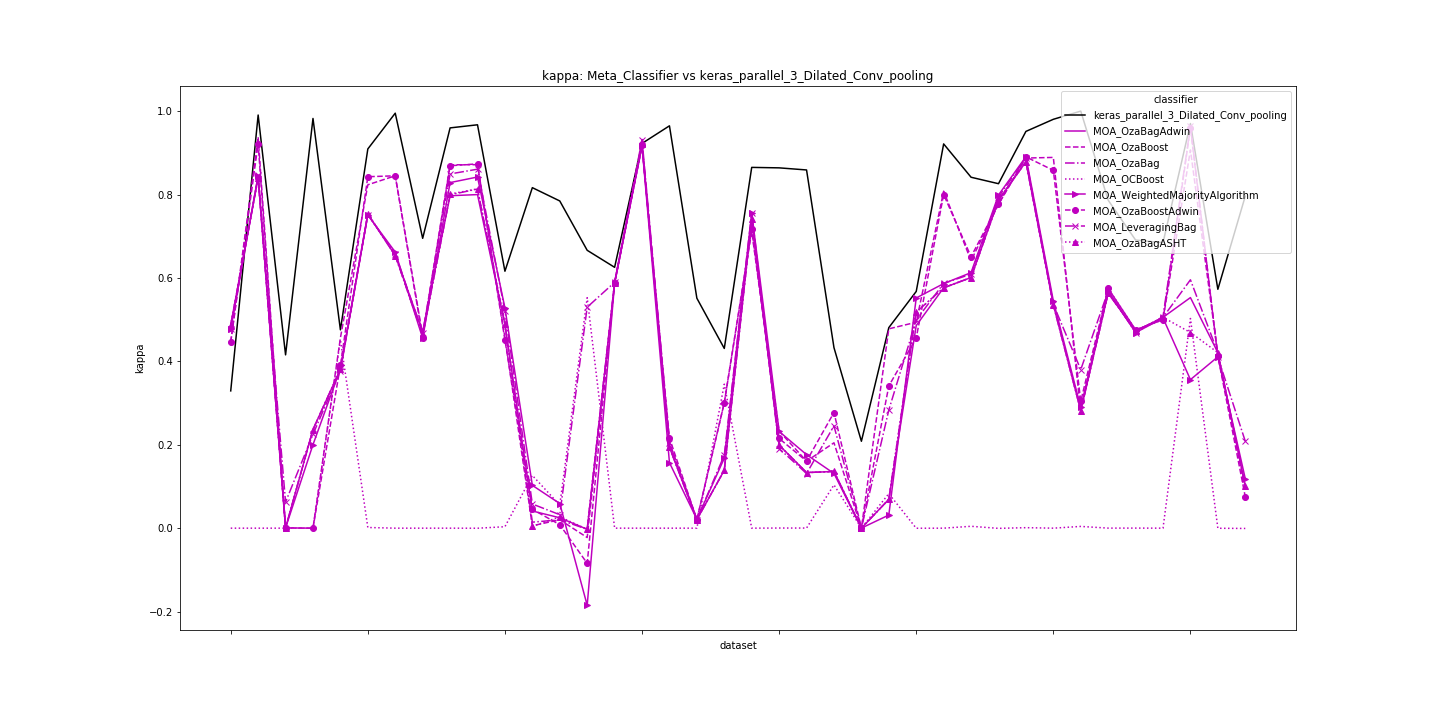 kappa: Meta_Classifier vs keras_parallel_3_Dilated_Conv_pooling
classifier
keras_parallel_3_Dilated_Conv_pooling
MOA_OzaBagAdwin
MOA_OzaBoost
MOA_OzaBag
MOA_OCBoost
MOA_WeightedMajorityAlgorithm
MOA_OzaBoostAdwin
MOA_LeveragingBag
MOA_OzaBagASHT
kappa
1.0
0.8
0.6
0.4
0.2
0.0
−0.2
dataset